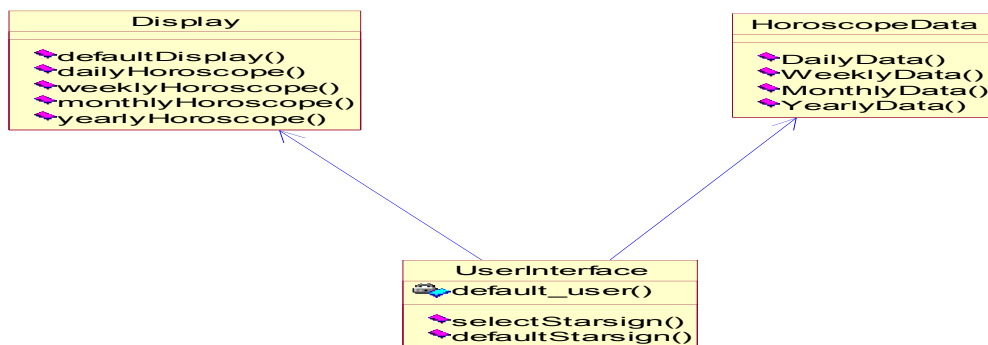 Display
defaultDisplay()
dailyHoroscope()
weeklyHoroscope()
monthlyHoroscope()
yearlyHoroscope()
HoroscopeData
DailyData()
WeeklyData()
MonthlyData()
YearlyData()
UserInterface
default_user()
selectStarsign()
defaultStarsign()